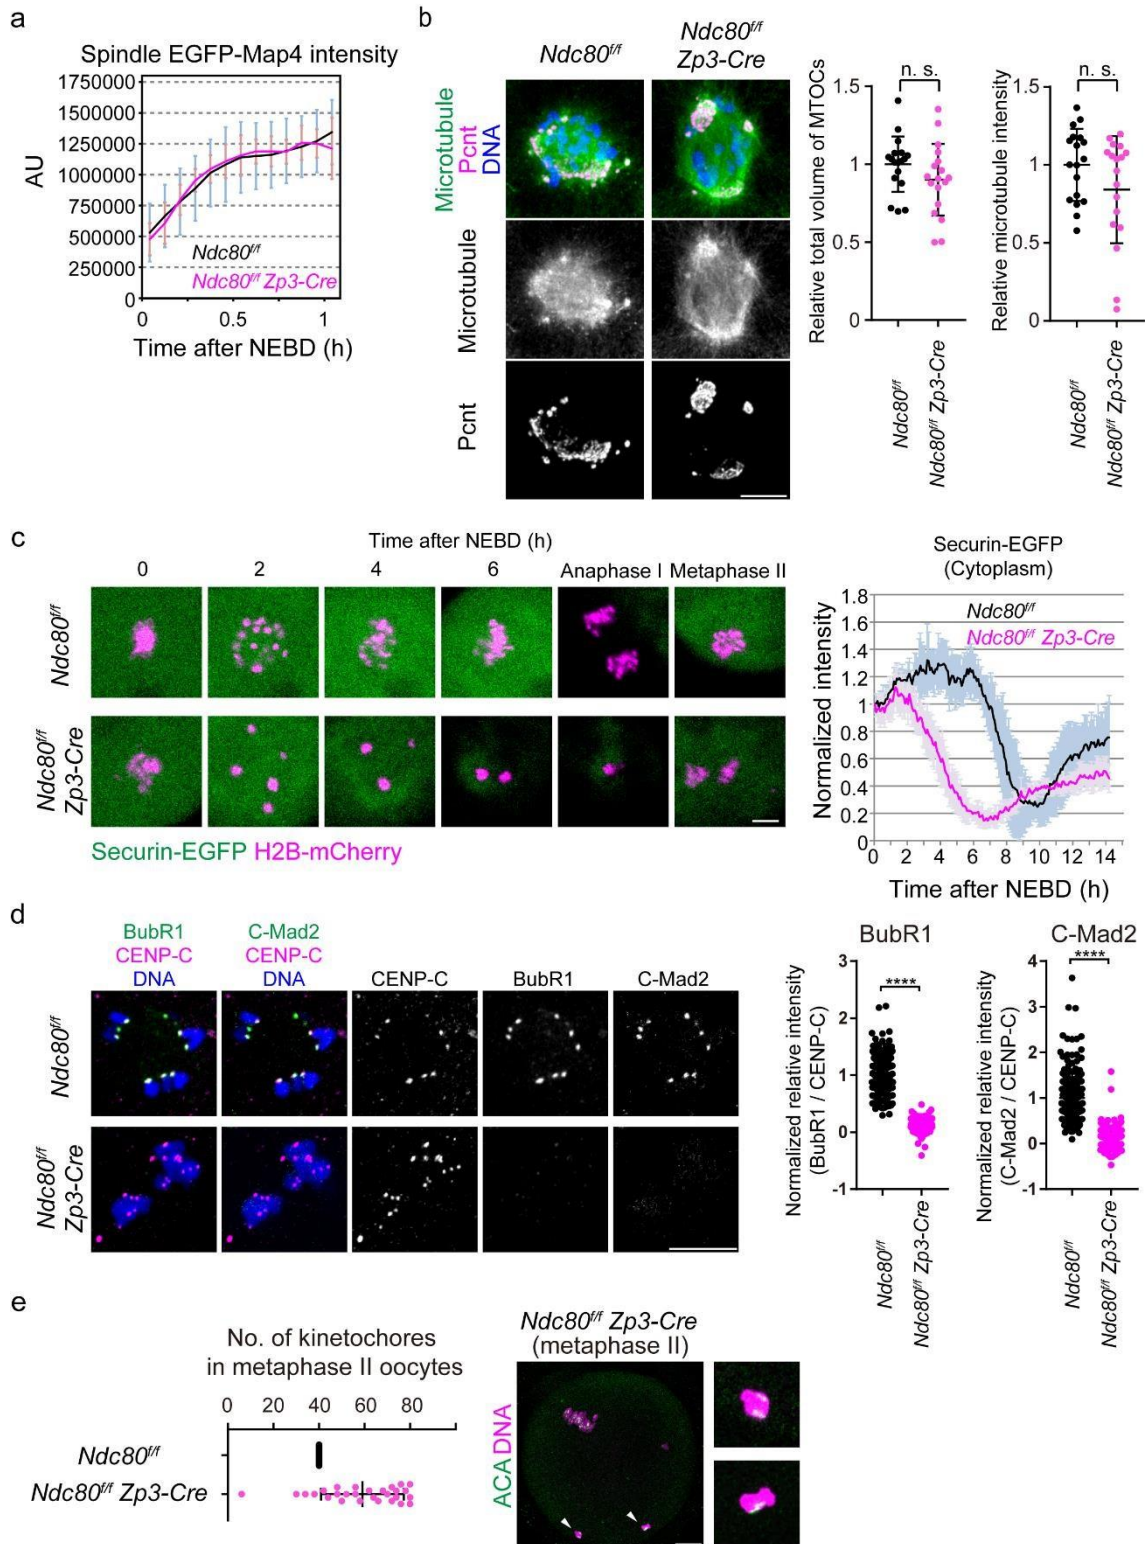 a
Spindle EGFP-Map4 intensity
1750000
1500000
1250000
1000000
750000
500000
250000
0
AU
Ndc80f/f
Ndc80f/f Zp3-Cre
0
0.5
1
Time after NEBD (h)
b
Ndc80f/f
Ndc80f/f
Zp3-Cre
Microtubule
Pcnt
DNA
Microtubule
Pcnt
Relative total volume of MTOCs
1.5
1
0.5
0
n. s.
Ndc80f/f
Ndc80f/f Zp3-Cre
Relative microtubule intensity
1.5
1
0.5
0
n. s.
Ndc80f/f
Ndc80f/f Zp3-Cre
c
Time after NEBD (h)
0 2 4 6 Anaphase I Metaphase II
Ndc80f/f
Ndc80f/f
Zp3-Cre
Securin-EGFP H2B-mCherry
Securin-EGFP
(Cytoplasm)
Normalized intensity
1.8
1.6
1.4
1.2
1.0
0.8
0.6
0.4
0.2
0
Ndc80f/f
Ndc80f/f Zp3-Cre
0 2 4 6 8 10 12 14
Time after NEBD (h)
d
BubR1
CENP-C
DNA
C-Mad2
CENP-C
DNA
CENP-C
BubR1
C-Mad2
Ndc80f/f
Ndc80f/f
Zp3-Cre
BubR1
Normalized relative intensity
(BubR1 / CENP-C)
3
2
1
0
-1
****
Ndc80f/f
Ndc80f/f Zp3-Cre
C-Mad2
Normalized relative intensity
(C-Mad2 / CENP-C)
4
3
2
1
0
-1
****
Ndc80f/f
Ndc80f/f Zp3-Cre
e
No. of kinetochores
in metaphase II oocytes
0 20 40 60 80
Ndc80f/f
Ndc80f/f Zp3-Cre
Ndc80f/f Zp3-Cre
(metaphase II)
ACA DNA